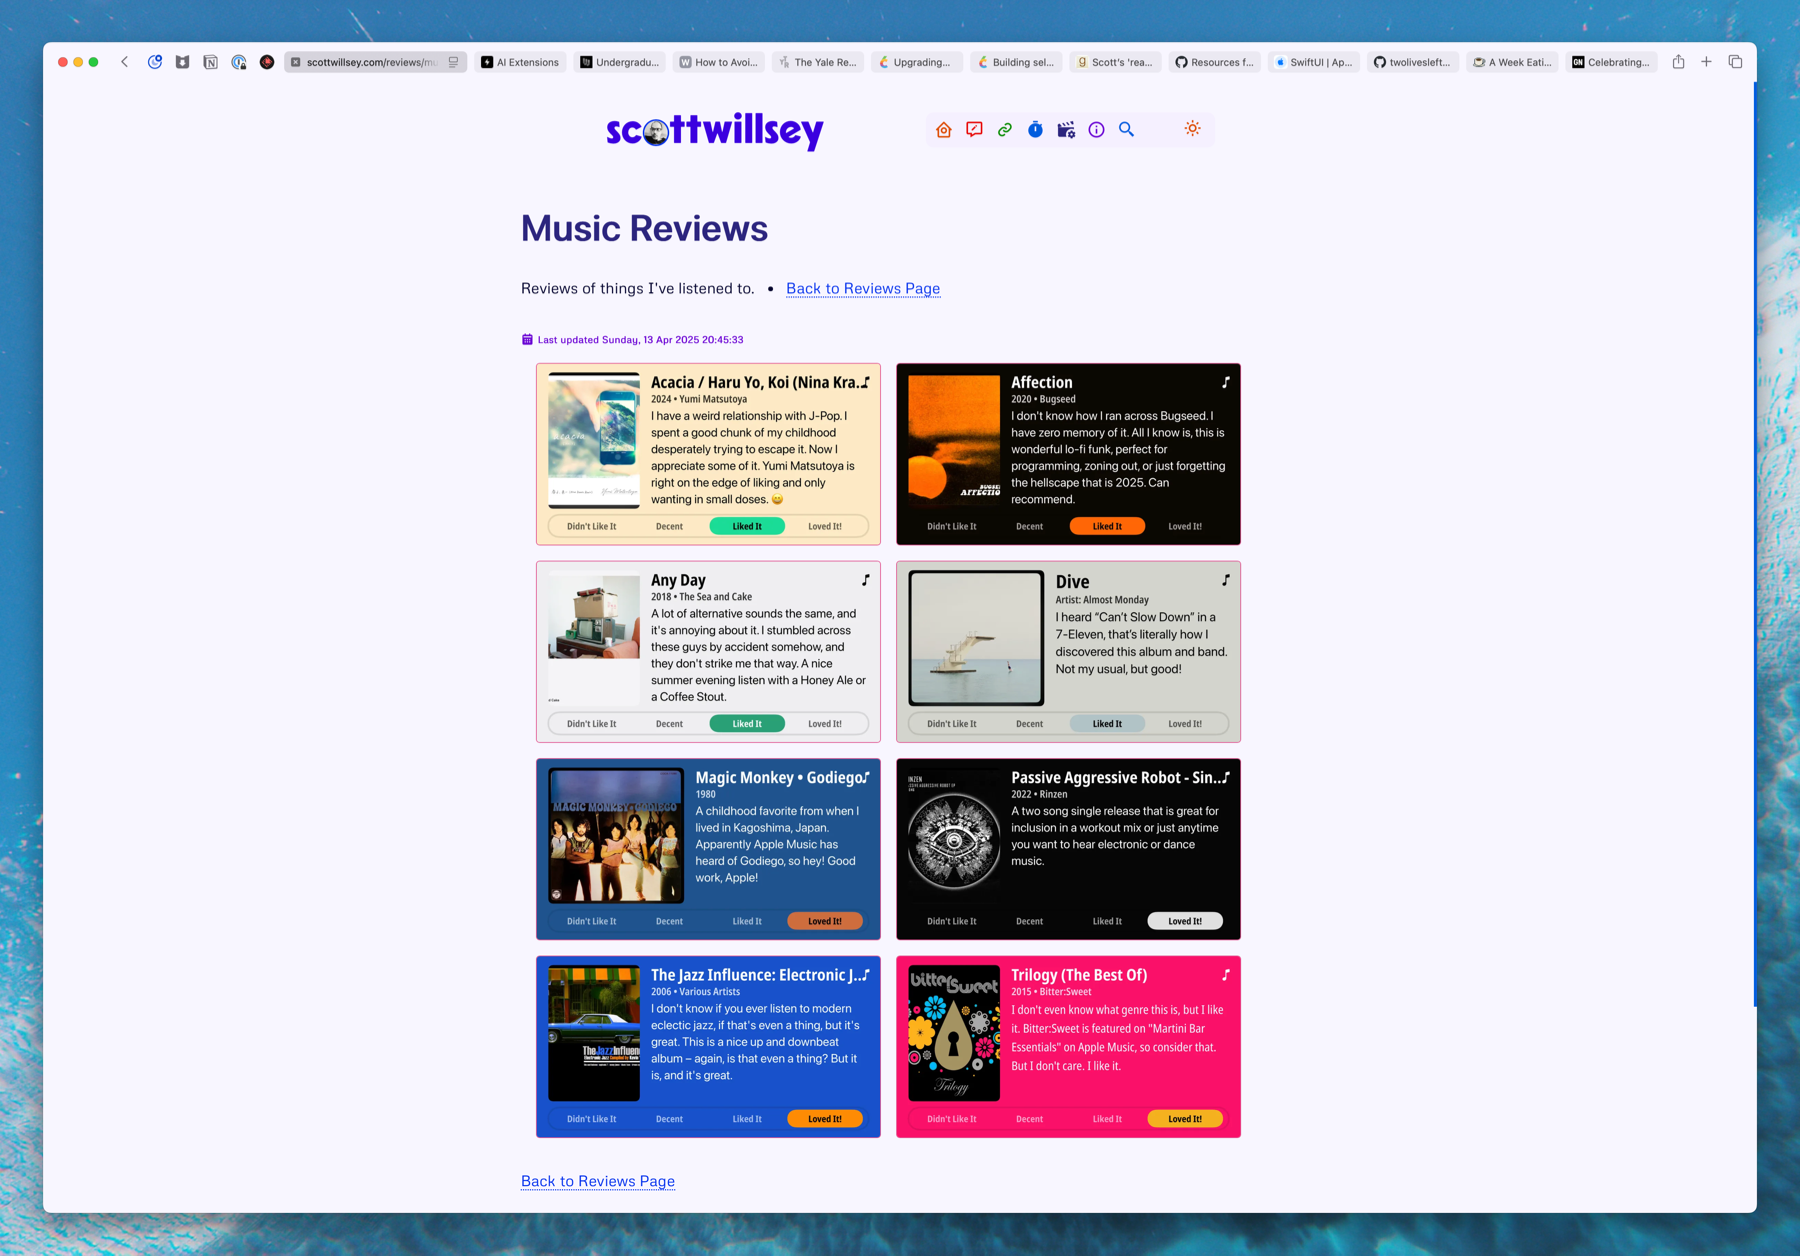 scottwillsey.com/reviews/mu
AI Extensions
Undergradu...
How to Avoi...
The Yale Re...
Upgrading...
Building sel...
Scott's 'rea...
Resources f...
SwiftUI | Ap...
twolivesleft...
A Week Eati...
Celebrating...
scottwillsey
Music Reviews
Reviews of things I've listened to. • Back to Reviews Page
Last updated Sunday, 13 Apr 2025 20:45:33
Acacia / Haru Yo, Koi (Nina Kra...
2024 • Yumi Matsutoya
I have a weird relationship with J-Pop. I
spent a good chunk of my childhood
desperately trying to escape it. Now I
appreciate some of it. Yumi Matsutoya is
right on the edge of liking and only
wanting in small doses. 😄
Didn't Like It Decent Liked It Loved It!
Affection
2020 • Bugseed
I don't know how I ran across Bugseed. I
have zero memory of it. All I know is, this is
wonderful lo-fi funk, perfect for
programming, zoning out, or just forgetting
the hellscape that is 2025. Can
recommend.
Didn't Like It Decent Liked It Loved It!
Any Day
2018 • The Sea and Cake
A lot of alternative sounds the same, and
it's annoying about it. I stumbled across
these guys by accident somehow, and
they don't strike me that way. A nice
summer evening listen with a Honey Ale or
a Coffee Stout.
Didn't Like It Decent Liked It Loved It!
Dive
Artist: Almost Monday
I heard “Can’t Slow Down” in a
7-Eleven, that’s literally how I
discovered this album and band.
Not my usual, but good!
Didn't Like It Decent Liked It Loved It!
MAGIC MONKEY • GODIEGO
Magic Monkey • Godiego
1980
A childhood favorite from when I
lived in Kagoshima, Japan.
Apparently Apple Music has
heard of Godiego, so hey! Good
work, Apple!
Didn't Like It Decent Liked It Loved It!
Passive Aggressive Robot - Sin...
2022 • Rinzen
A two song single release that is great for
inclusion in a workout mix or just anytime
you want to hear electronic or dance
music.
Didn't Like It Decent Liked It Loved It!
TheJazzInfluen
The Jazz Influence: Electronic J...
2006 • Various Artists
I don't know if you ever listen to modern
eclectic jazz, if that's even a thing, but it's
great. This is a nice up and downbeat
album – again, is that even a thing? But it
is, and it's great.
Didn't Like It Decent Liked It Loved It!
bitter:Sweet
Trilogy
Trilogy (The Best Of)
2015 • Bitter:Sweet
I don't even know what genre this is, but I like
it. Bitter:Sweet is featured on "Martini Bar
Essentials" on Apple Music, so consider that.
But I don't care. I like it.
Didn't Like It Decent Liked It Loved It!
Back to Reviews Page